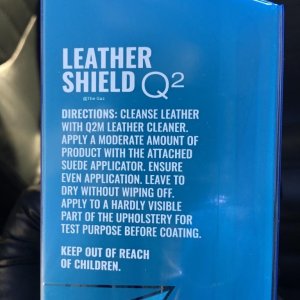 LEATHER
SHIELD Q2
@The Gut
DIRECTIONS: CLEANSE LEATHER
WITH Q2M LEATHER CLEANER.
APPLY A MODERATE AMOUNT OF
PRODUCT WITH THE ATTACHED
SUEDE APPLICATOR. ENSURE
EVEN APPLICATION. LEAVE TO
DRY WITHOUT WIPING OFF.
APPLY TO A HARDLY VISIBLE
PART OF THE UPHOLSTERY FOR
TEST PURPOSE BEFORE COATING.
KEEP OUT OF REACH
OF CHILDREN.